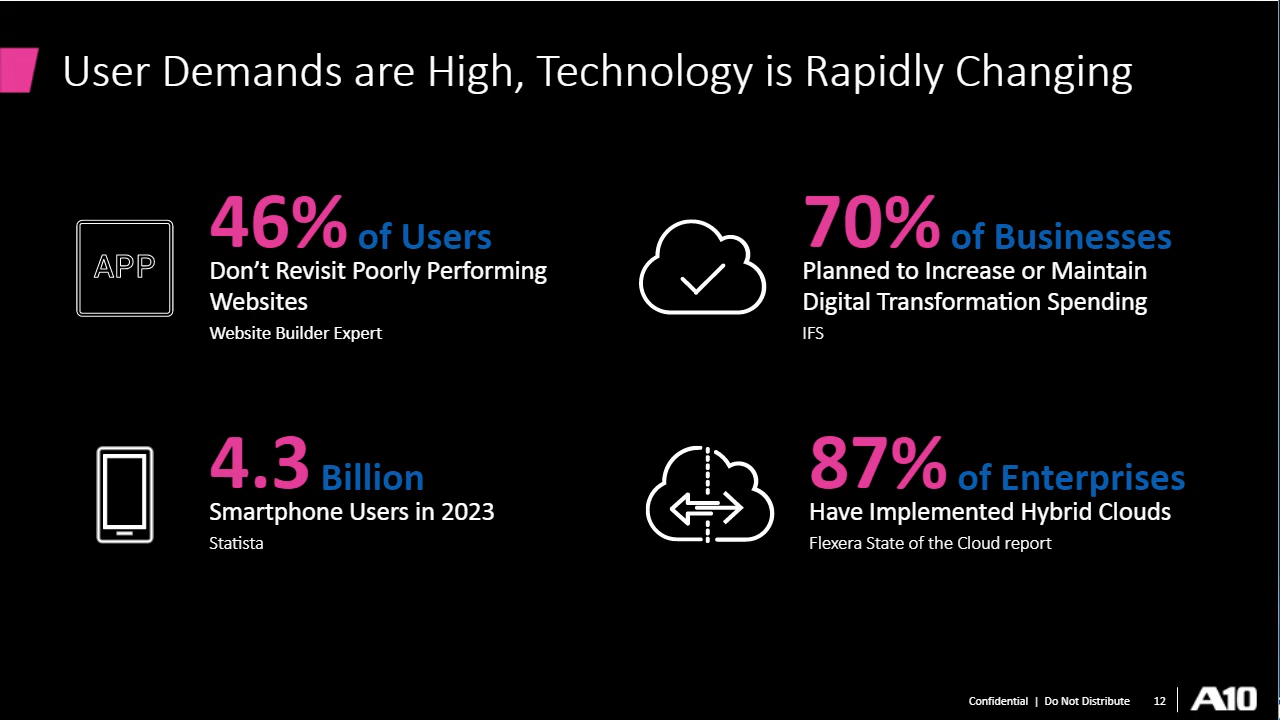 User Demands are High, Technology is Rapidly Changing
APP
46% of Users
Don’t Revisit Poorly Performing
Websites
Website Builder Expert
70% of Businesses
Planned to Increase or Maintain
Digital Transformation Spending
IFS
4.3 Billion
Smartphone Users in 2023
Statista
87% of Enterprises
Have Implemented Hybrid Clouds
Flexera State of the Cloud report
Confidential | Do Not Distribute 12 A10